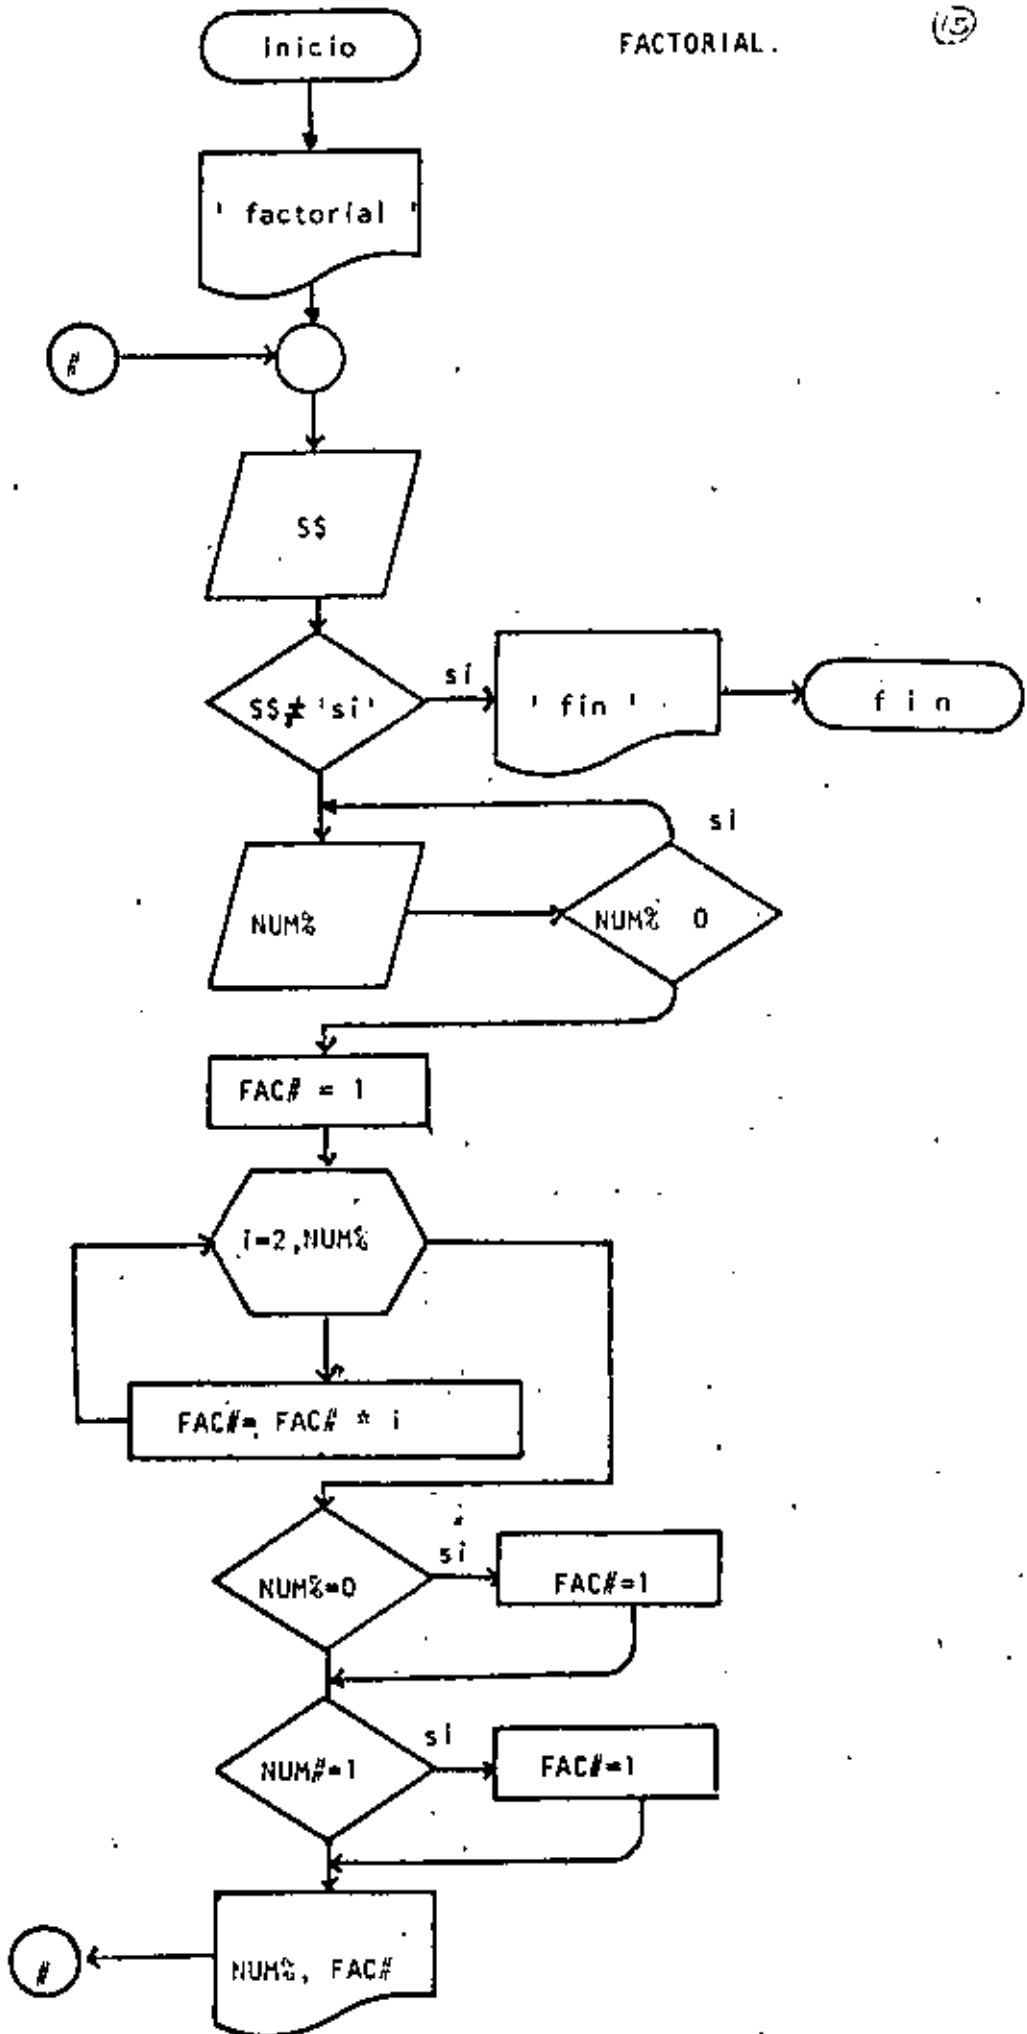 FACTORIAL.
15
Inicio
' factorial '
#
S$
S$≠'si'
si
' fin '
fin
si
NUM%
NUM% 0
FAC# = 1
i=2,NUM%
FAC#= FAC# * i
NUM%=0
si
FAC#=1
NUM#=1
si
FAC#=1
NUM%, FAC#
#